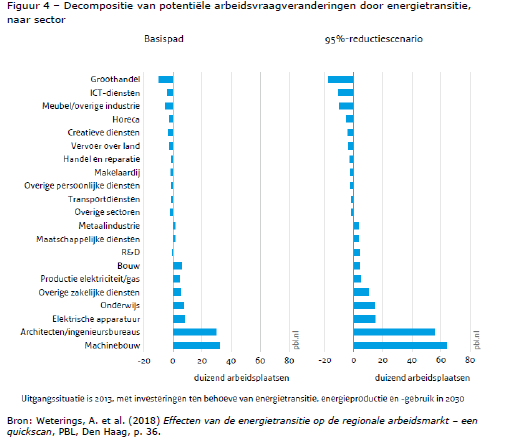 Figuur 4 – Decompositie van potentiële arbeidsvraagveranderingen door energietransitie,
naar sector
Basispad
95%-reductiescenario
Groothandel
ICT-diensten
Meubel/overige industrie
Horeca
Creatieve diensten
Vervoer over land
Handel en reparatie
Makelaardij
Overige persoonlijke diensten
Transportdiensten
Overige sectoren
Metaalindustrie
Maatschappelijke diensten
R&D
Bouw
Productie elektriciteit/gas
Overige zakelijke diensten
Onderwijs
Elektrische apparatuur
Architecten/ingenieursbureaus
Machinebouw
-20 0 20 40 60 80
-20 0 20 40 60 80
pbl.nl
pbl.nl
duizend arbeidsplaatsen
duizend arbeidsplaatsen
Uitgangssituatie is 2013, met investeringen ten behoeve van energietransitie, energieproductie en -gebruik in 2030
Bron: Weterings, A. et al. (2018) Effecten van de energietransitie op de regionale arbeidsmarkt – een
quickscan, PBL, Den Haag, p. 36.